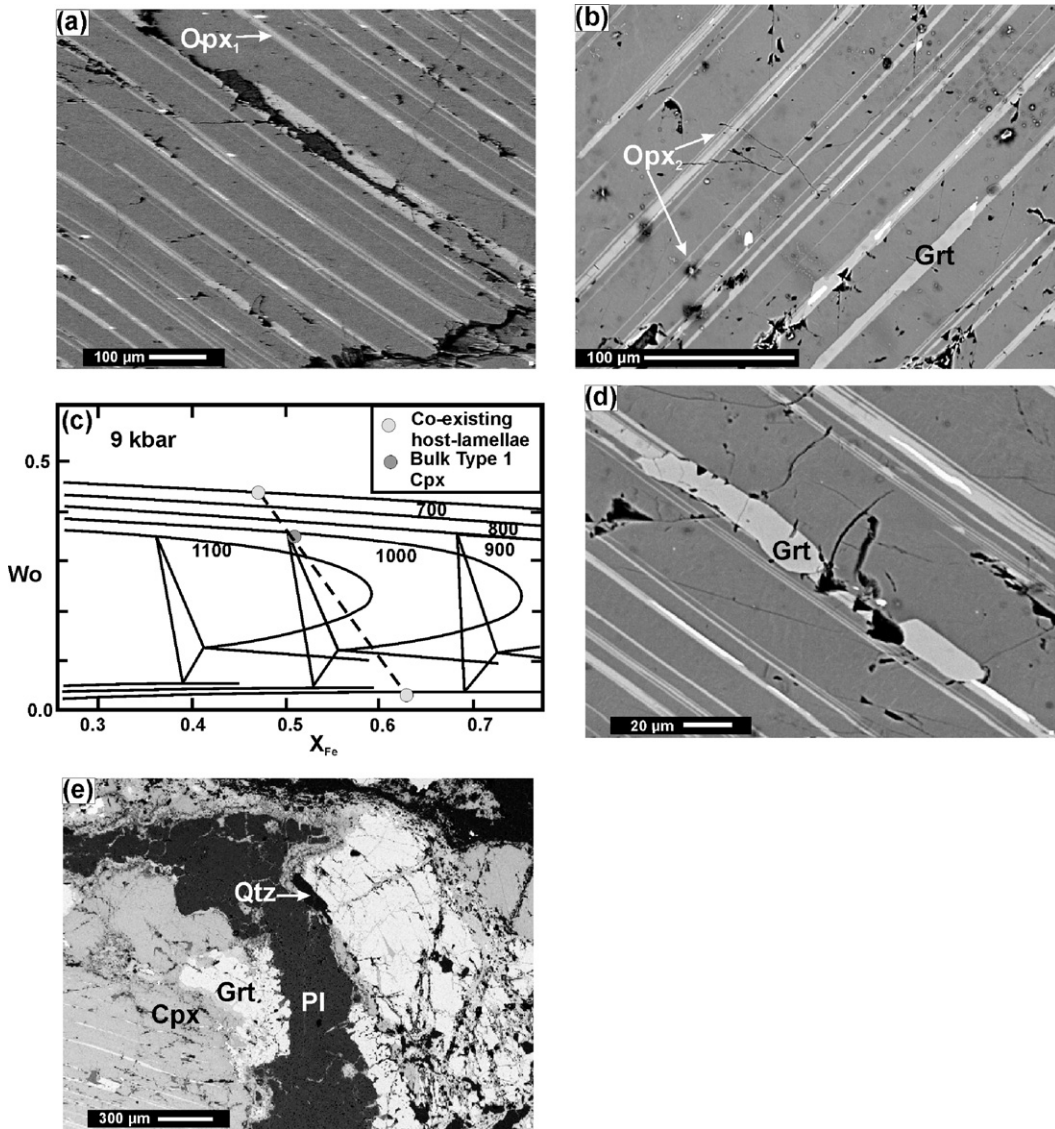 (a)
Opx₁
100 µm
(b)
Opx₂
Grt
100 µm
(c)
9 kbar
Co-existing
host-lamellae
Bulk Type 1
Cpx
0.5
Wo
0.0
700
800
1100
1000
900
0.3
0.4
0.5
0.6
0.7
X_Fe
(d)
Grt
20 µm
(e)
Qtz
Grt
Pl
Cpx
300 µm